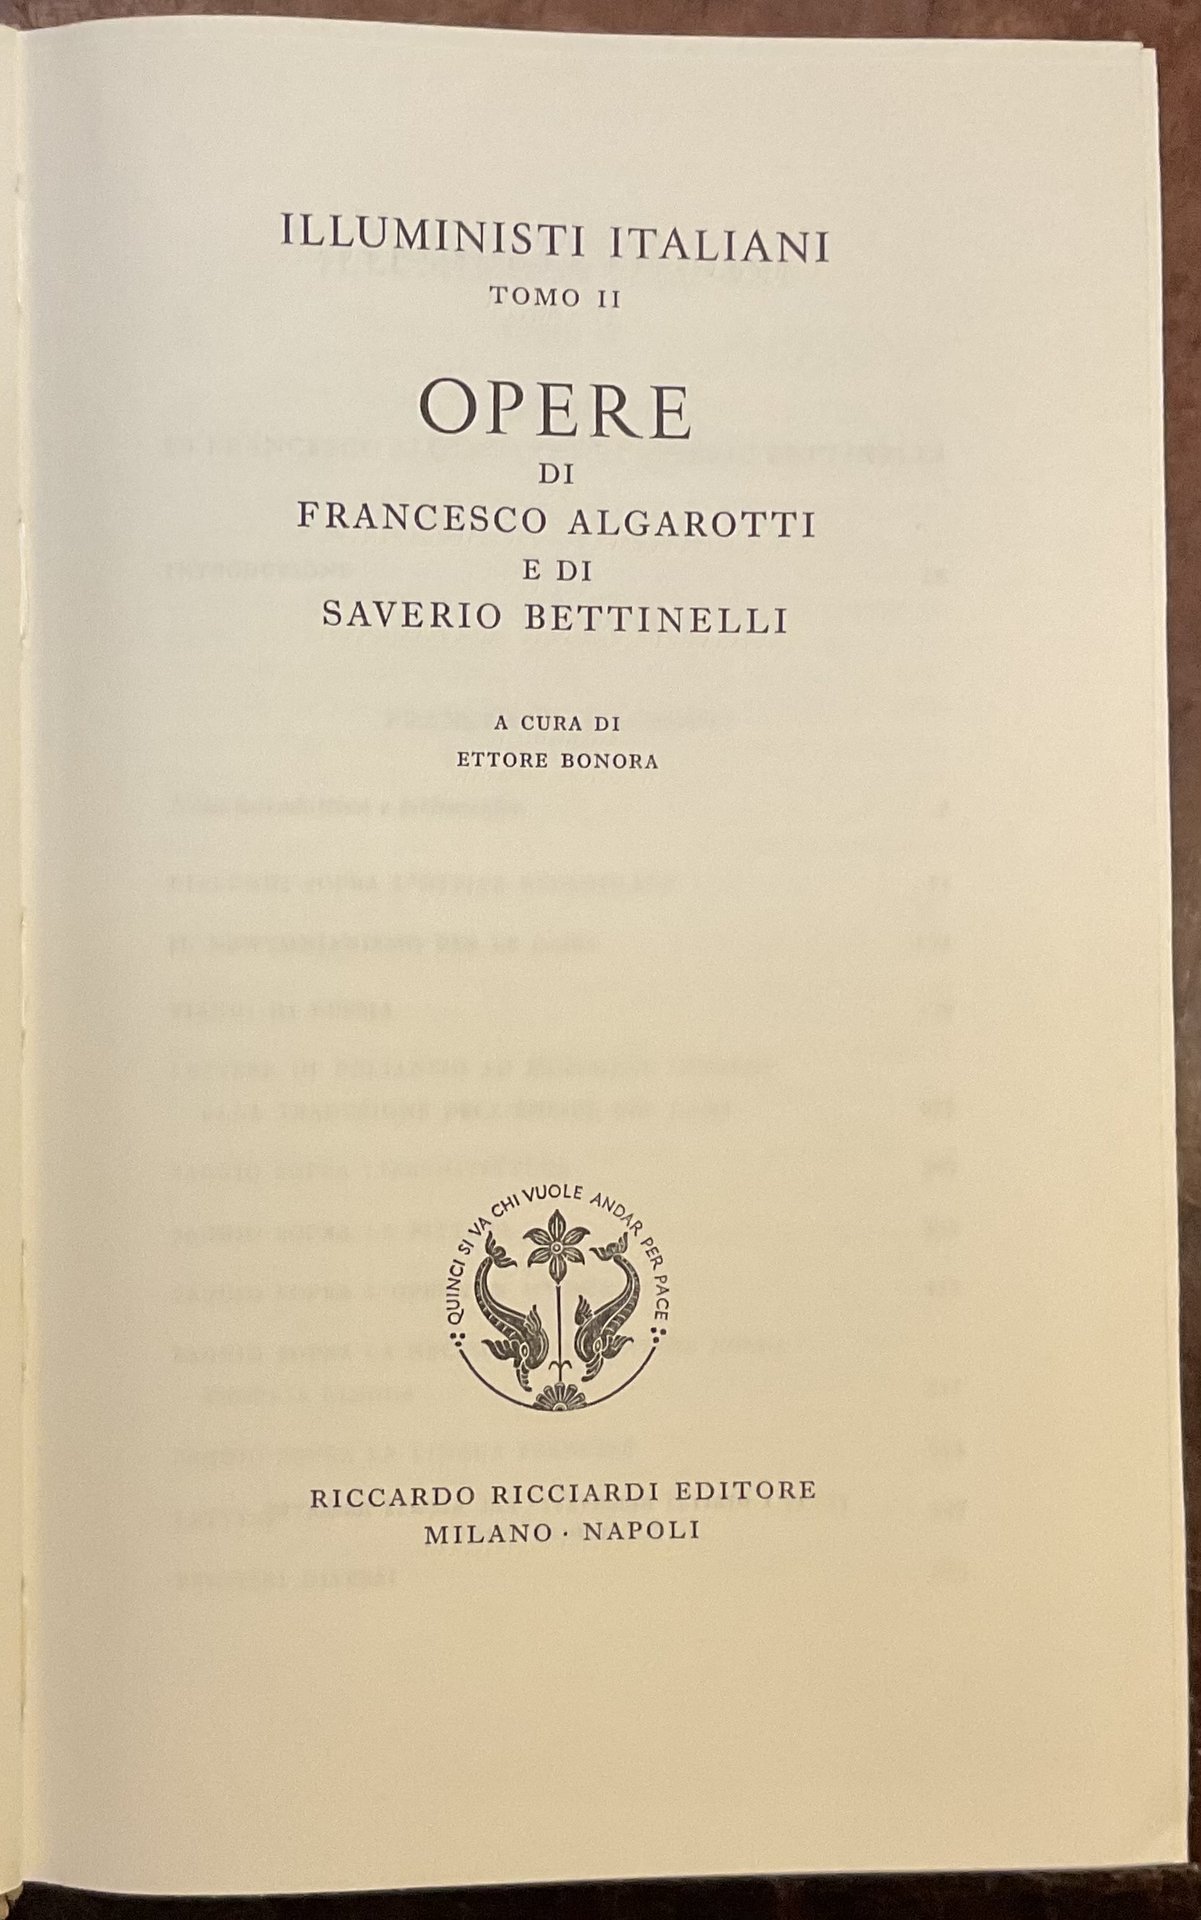 ILLUMINISTI ITALIANI
TOMO II
OPERE
DI
FRANCESCO ALGAROTTI
E DI
SAVERIO BETTINELLI
A CURA DI
ETTORE BONORA
QUINCI SI VA CHI VUOLE ANDAR PER PACE
RICCARDO RICCIARDI EDITORE
MILANO · NAPOLI